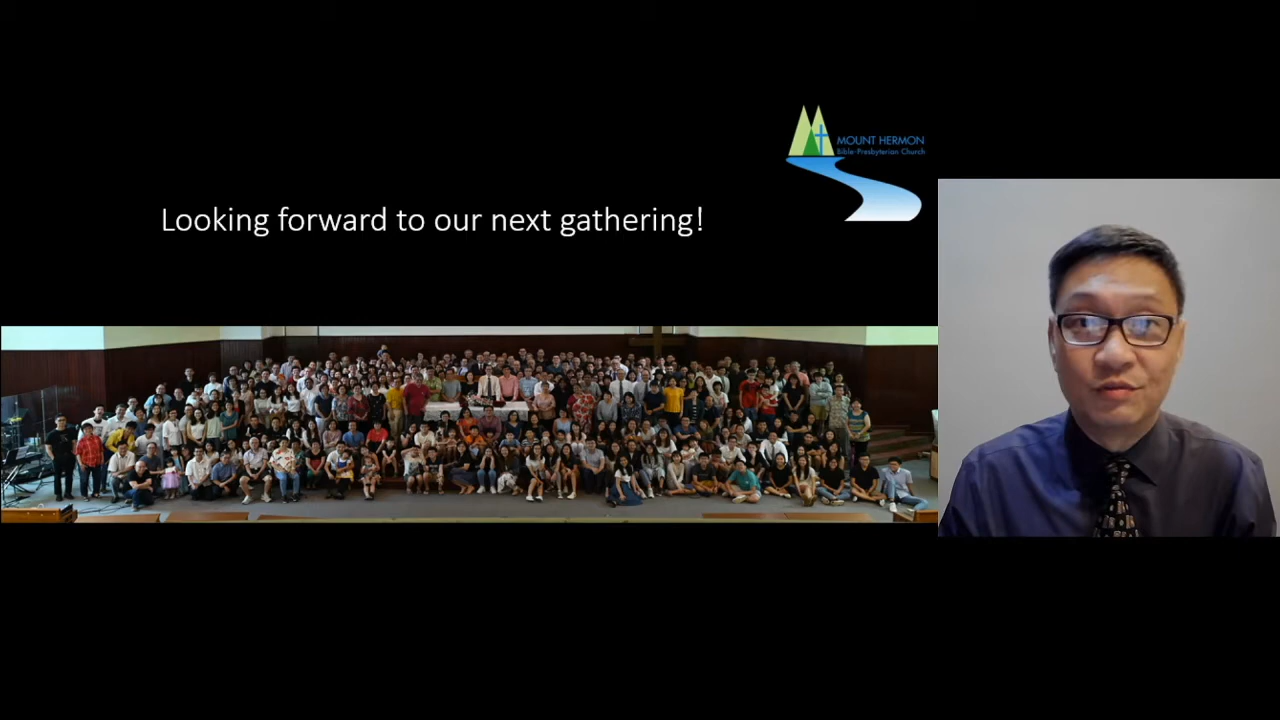 MOUNT HERMON
Bible-Presbyterian Church
Looking forward to our next gathering!